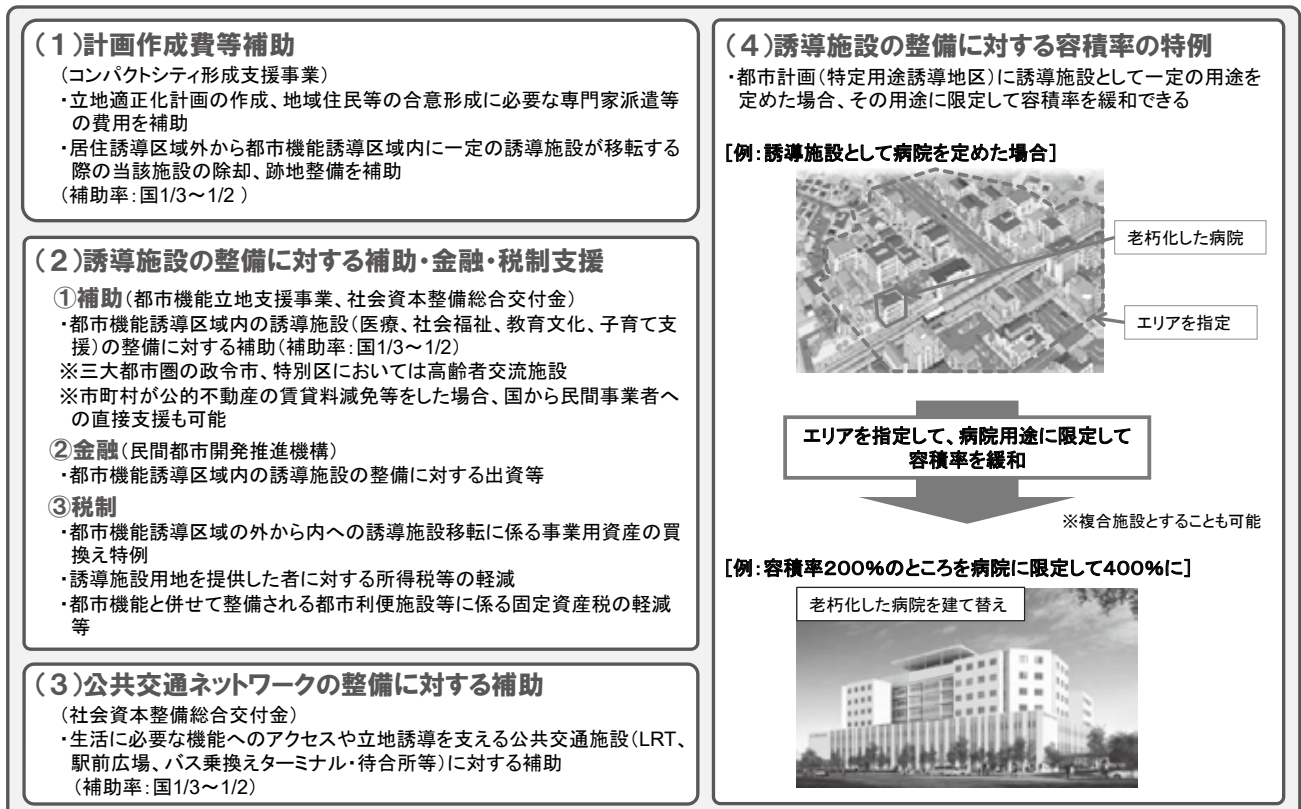 (1)計画作成費等補助
(コンパクトシティ形成支援事業)
・立地適正化計画の作成、地域住民等の合意形成に必要な専門家派遣等
の費用を補助
・居住誘導区域外から都市機能誘導区域内に一定の誘導施設が移転する
際の当該施設の除却、跡地整備を補助
(補助率:国1/3～1/2 )
(2)誘導施設の整備に対する補助・金融・税制支援
①補助(都市機能立地支援事業、社会資本整備総合交付金)
・都市機能誘導区域内の誘導施設(医療、社会福祉、教育文化、子育て支
援)の整備に対する補助(補助率:国1/3～1/2)
※三大都市圏の政令市、特別区においては高齢者交流施設
※市町村が公的不動産の賃貸料減免等をした場合、国から民間事業者へ
の直接支援も可能
②金融(民間都市開発推進機構)
・都市機能誘導区域内の誘導施設の整備に対する出資等
③税制
・都市機能誘導区域の外から内への誘導施設移転に係る事業用資産の買
換え特例
・誘導施設用地を提供した者に対する所得税等の軽減
・都市機能と併せて整備される都市利便施設等に係る固定資産税の軽減
等
(3)公共交通ネットワークの整備に対する補助
(社会資本整備総合交付金)
・生活に必要な機能へのアクセスや立地誘導を支える公共交通施設(LRT、
駅前広場、バス乗換えターミナル・待合所等)に対する補助
(補助率:国1/3～1/2)
(4)誘導施設の整備に対する容積率の特例
・都市計画(特定用途誘導地区)に誘導施設として一定の用途を
定めた場合、その用途に限定して容積率を緩和できる
[例:誘導施設として病院を定めた場合]
老朽化した病院
エリアを指定
エリアを指定して、病院用途に限定して
容積率を緩和
※複合施設とすることも可能
[例:容積率200%のところを病院に限定して400%に]
老朽化した病院を建て替え